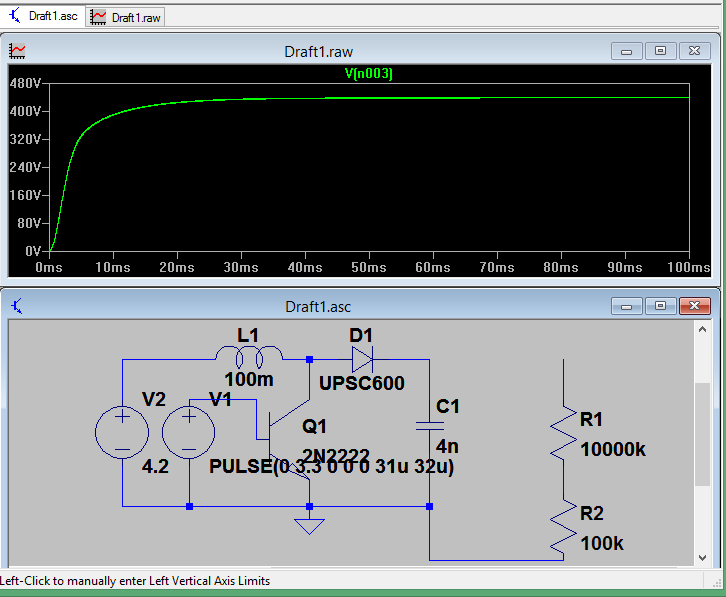 Draft1.asc Draft1.raw
Draft1.raw
V(n003)
480V
400V
320V
240V
160V
80V
0V
0ms 10ms 20ms 30ms 40ms 50ms 60ms 70ms 80ms 90ms 100ms
Draft1.asc
L1
100m
D1
UPSC600
V2
4.2
V1
PULSE(0 3.3 0 0 0 31u 32u)
Q1
2N2222
C1
4n
R1
10000k
R2
100k
Left-Click to manually enter Left Vertical Axis Limits